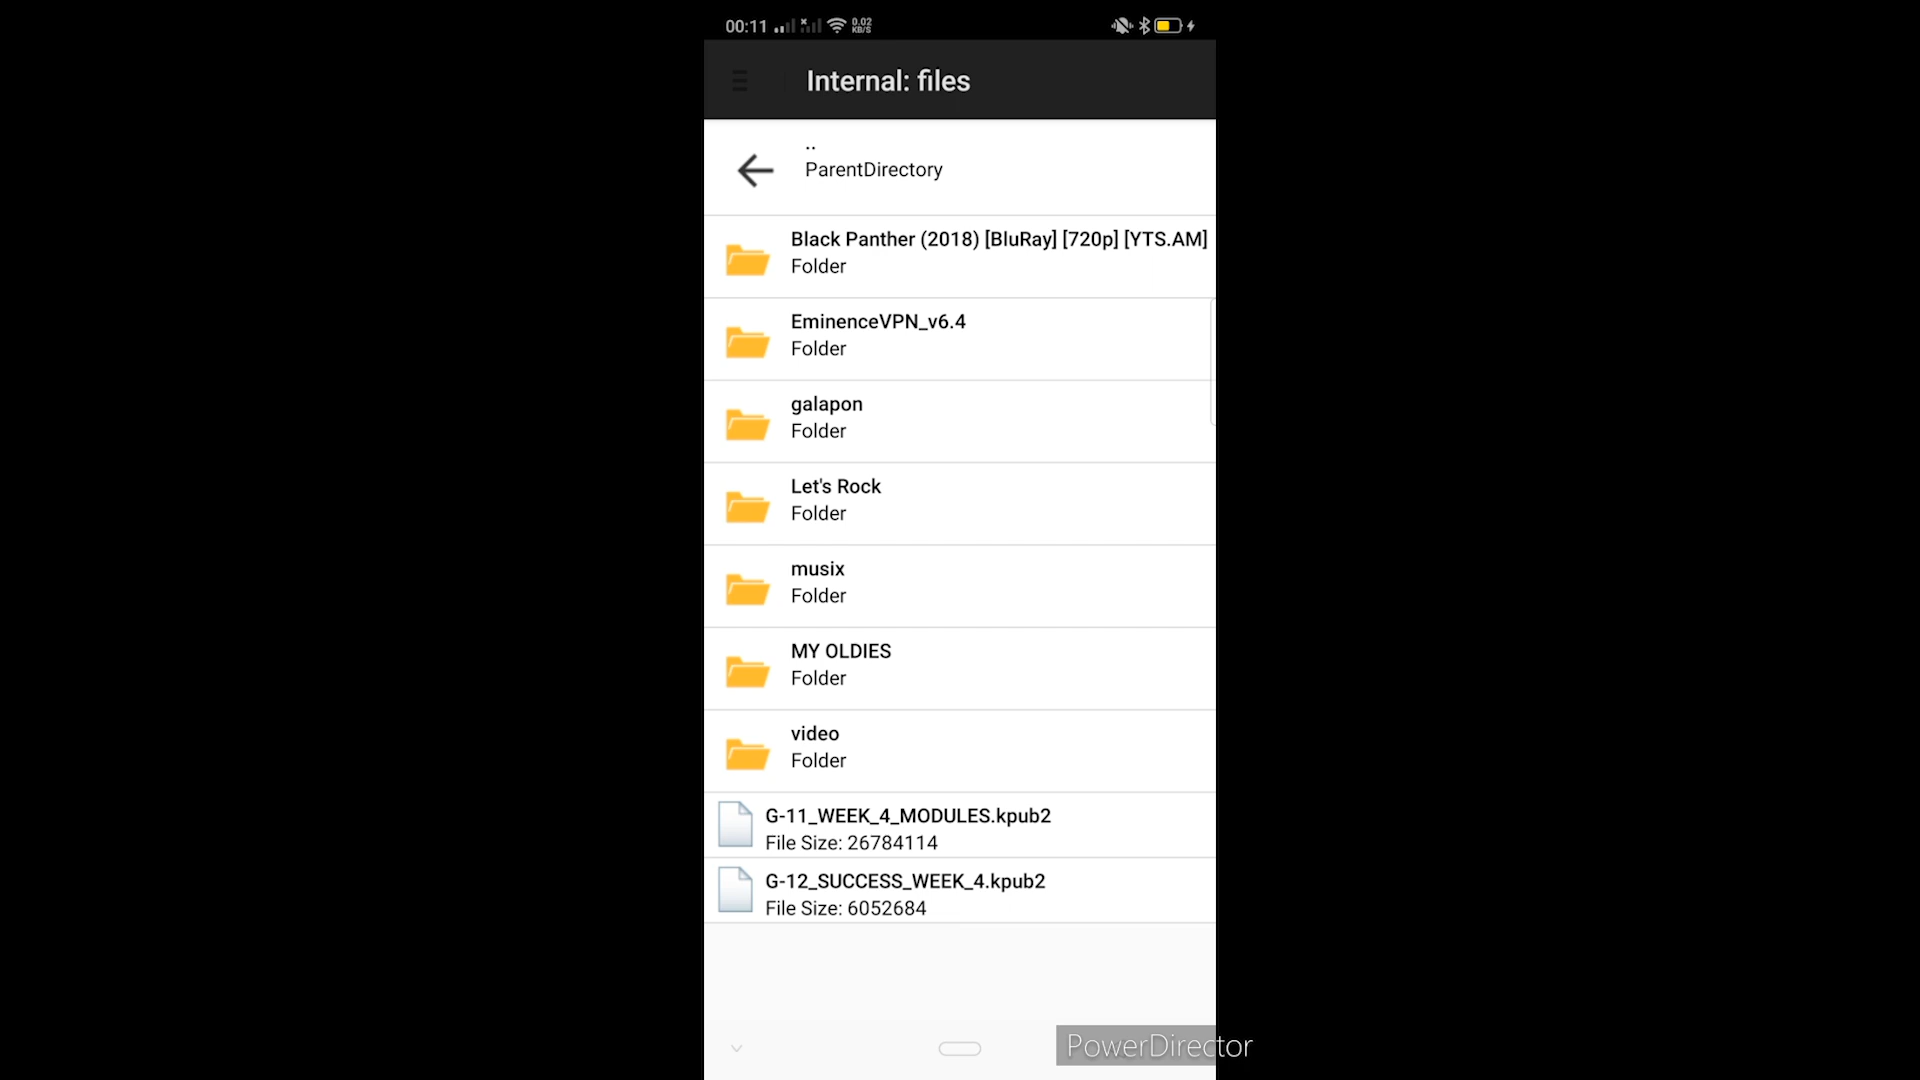 00:11 0.02 KB/S
Internal: files
..
ParentDirectory
Black Panther (2018) [BluRay] [720p] [YTS.AM]
Folder
EminenceVPN_v6.4
Folder
galapon
Folder
Let's Rock
Folder
musix
Folder
MY OLDIES
Folder
video
Folder
G-11_WEEK_4_MODULES.kpub2
File Size: 26784114
G-12_SUCCESS_WEEK_4.kpub2
File Size: 6052684
PowerDirector